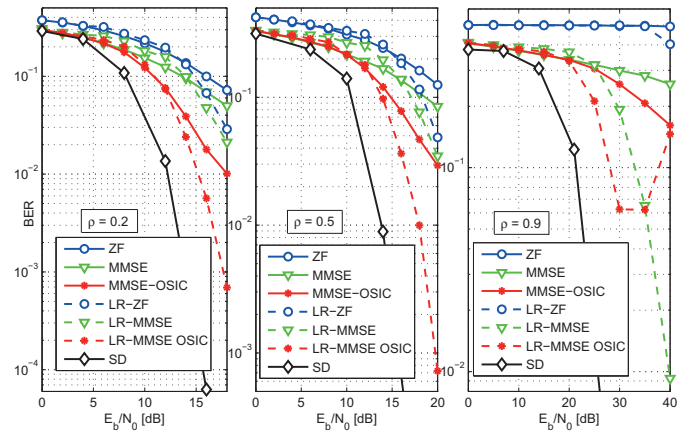 BER
10^-1
10^-2
10^-3
10^-4
ρ = 0.2
ZF
MMSE
MMSE-OSIC
LR-ZF
LR-MMSE
LR-MMSE OSIC
SD
0 5 10 15
E_b/N_0 [dB]
10^-1
10^-2
10^-3
ρ = 0.5
ZF
MMSE
MMSE-OSIC
LR-ZF
LR-MMSE
LR-MMSE OSIC
SD
0 5 10 15 20
E_b/N_0 [dB]
10^-1
10^-2
ρ = 0.9
ZF
MMSE
MMSE-OSIC
LR-ZF
LR-MMSE
LR-MMSE OSIC
SD
0 10 20 30 40
E_b/N_0 [dB]